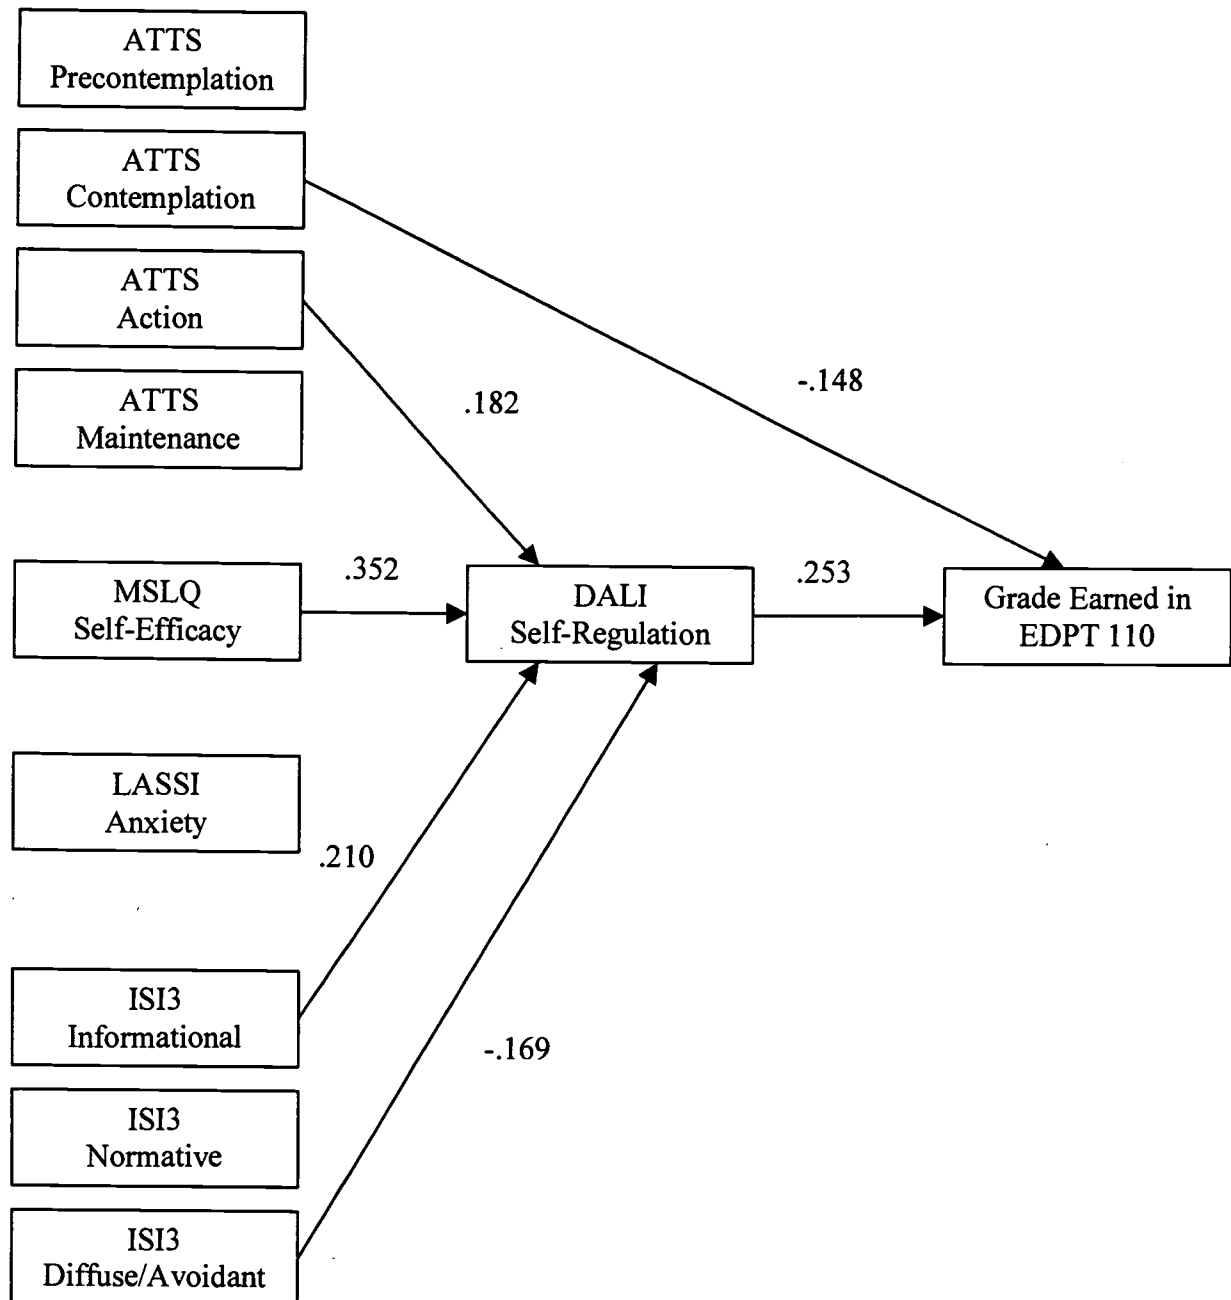 ATTS
Precontemplation
ATTS
Contemplation
ATTS
Action
ATTS
Maintenance
-.148
.182
MSLQ
Self-Efficacy
.352
DALI
Self-Regulation
.253
Grade Earned in
EDPT 110
LASSI
Anxiety
.210
ISI3
Informational
-.169
ISI3
Normative
ISI3
Diffuse/Avoidant